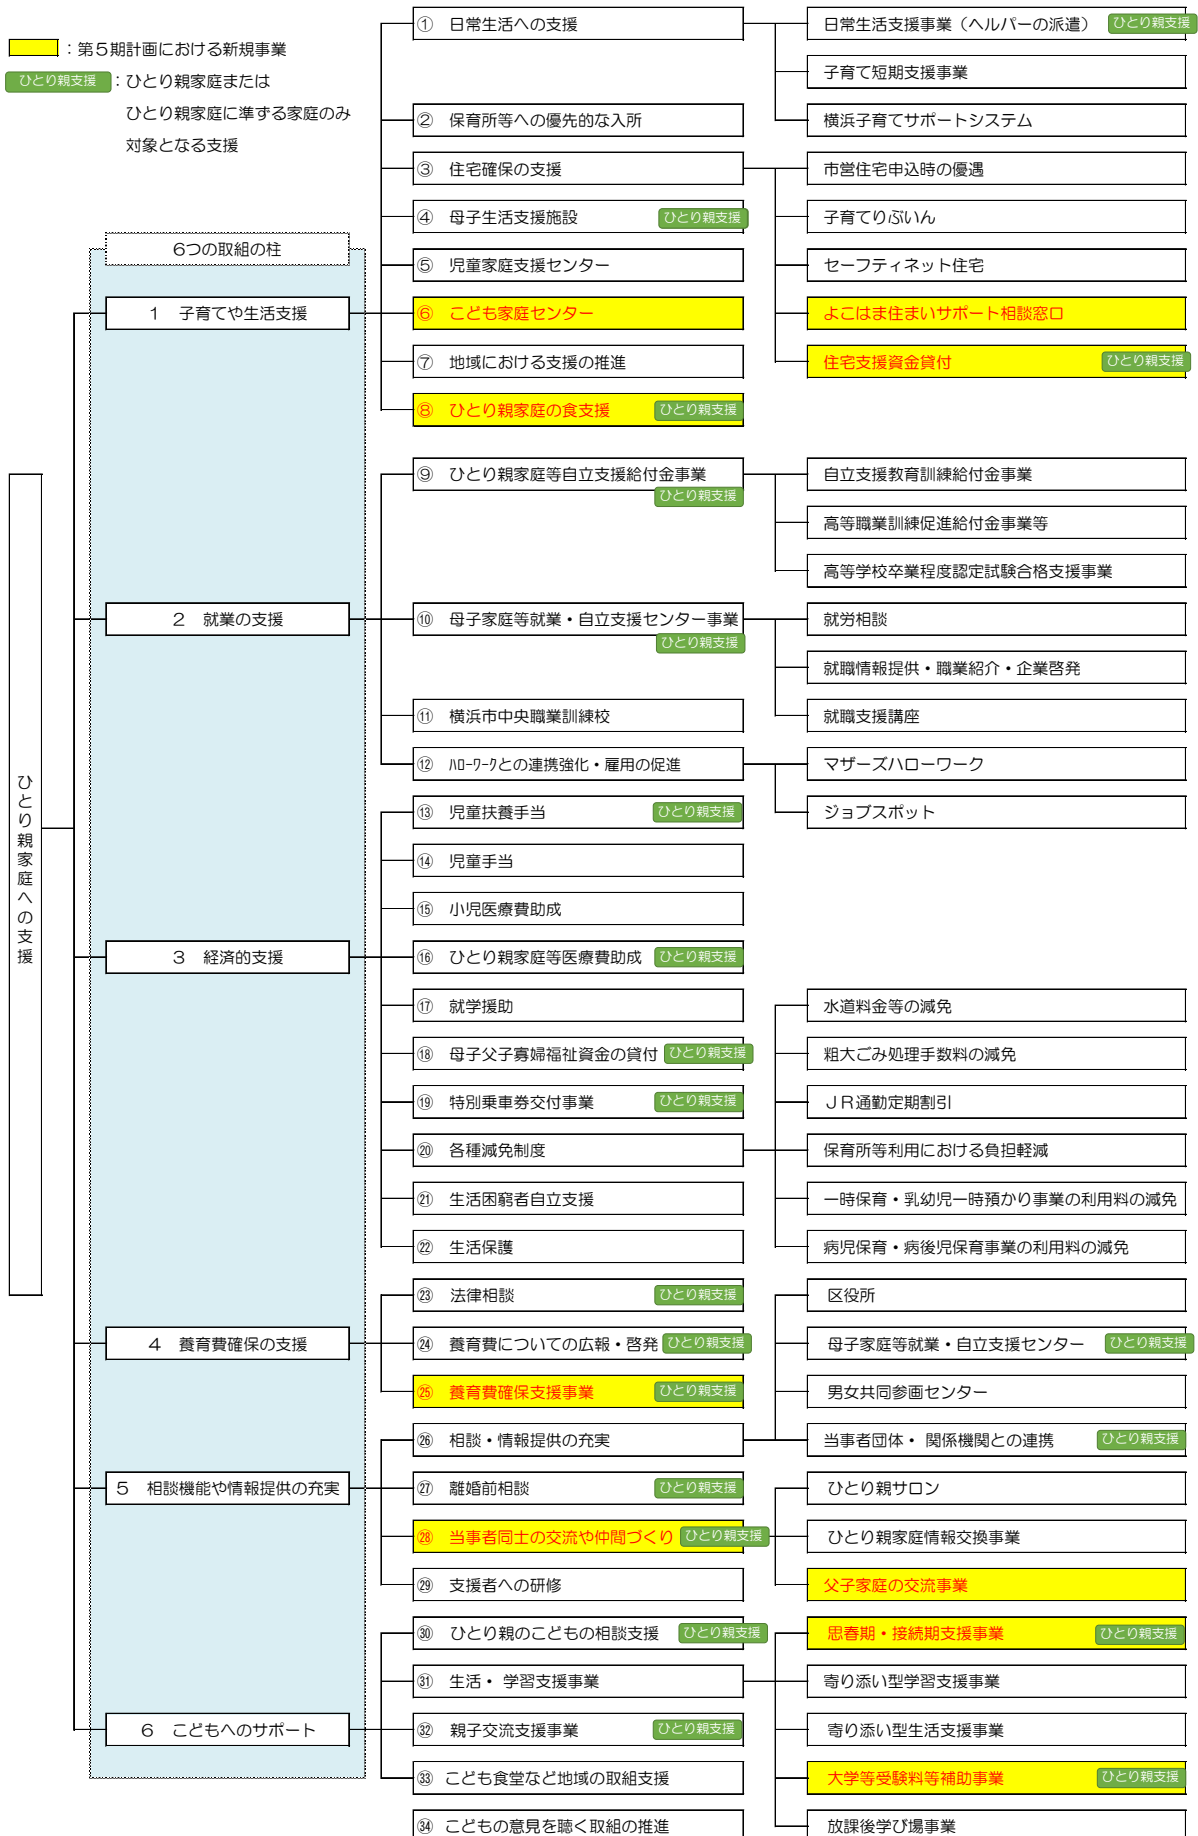 ：第５期計画における新規事業
ひとり親支援
：ひとり親家庭または
ひとり親家庭に準ずる家庭のみ
対象となる支援
ひとり親家庭への支援
6つの取組の柱
１　子育てや生活支援
① 日常生活への支援
日常生活支援事業（ヘルパーの派遣） ひとり親支援
子育て短期支援事業
横浜子育てサポートシステム
② 保育所等への優先的な入所
③ 住宅確保の支援
市営住宅申込時の優遇
子育てりぶいん
セーフティネット住宅
よこはま住まいサポート相談窓口
住宅支援資金貸付 ひとり親支援
④ 母子生活支援施設 ひとり親支援
⑤ 児童家庭支援センター
⑥ こども家庭センター
⑦ 地域における支援の推進
⑧ ひとり親家庭の食支援 ひとり親支援
２　就業の支援
⑨ ひとり親家庭等自立支援給付金事業
ひとり親支援
自立支援教育訓練給付金事業
高等職業訓練促進給付金事業等
高等学校卒業程度認定試験合格支援事業
⑩ 母子家庭等就業・自立支援センター事業
ひとり親支援
就労相談
就職情報提供・職業紹介・企業啓発
就職支援講座
⑪ 横浜市中央職業訓練校
⑫ ﾊﾛｰﾜｰｸとの連携強化・雇用の促進
マザーズハローワーク
ジョブスポット
３　経済的支援
⑬ 児童扶養手当 ひとり親支援
⑭ 児童手当
⑮ 小児医療費助成
⑯ ひとり親家庭等医療費助成 ひとり親支援
⑰ 就学援助
⑱ 母子父子寡婦福祉資金の貸付 ひとり親支援
⑲ 特別乗車券交付事業 ひとり親支援
⑳ 各種減免制度
水道料金等の減免
粗大ごみ処理手数料の減免
ＪＲ通勤定期割引
保育所等利用における負担軽減
一時保育・乳幼児一時預かり事業の利用料の減免
病児保育・病後児保育事業の利用料の減免
㉑ 生活困窮者自立支援
㉒ 生活保護
４　養育費確保の支援
㉓ 法律相談 ひとり親支援
㉔ 養育費についての広報・啓発 ひとり親支援
㉕ 養育費確保支援事業 ひとり親支援
５　相談機能や情報提供の充実
㉖ 相談・情報提供の充実
区役所
母子家庭等就業・自立支援センター ひとり親支援
男女共同参画センター
当事者団体・ 関係機関との連携 ひとり親支援
㉗ 離婚前相談 ひとり親支援
㉘ 当事者同士の交流や仲間づくり ひとり親支援
ひとり親サロン
ひとり親家庭情報交換事業
父子家庭の交流事業
㉙ 支援者への研修
６　こどもへのサポート
㉚ ひとり親のこどもの相談支援 ひとり親支援
㉛ 生活・ 学習支援事業
思春期・接続期支援事業 ひとり親支援
寄り添い型学習支援事業
寄り添い型生活支援事業
大学等受験料等補助事業 ひとり親支援
放課後学び場事業
㉜ 親子交流支援事業 ひとり親支援
㉝ こども食堂など地域の取組支援
㉞ こどもの意見を聴く取組の推進